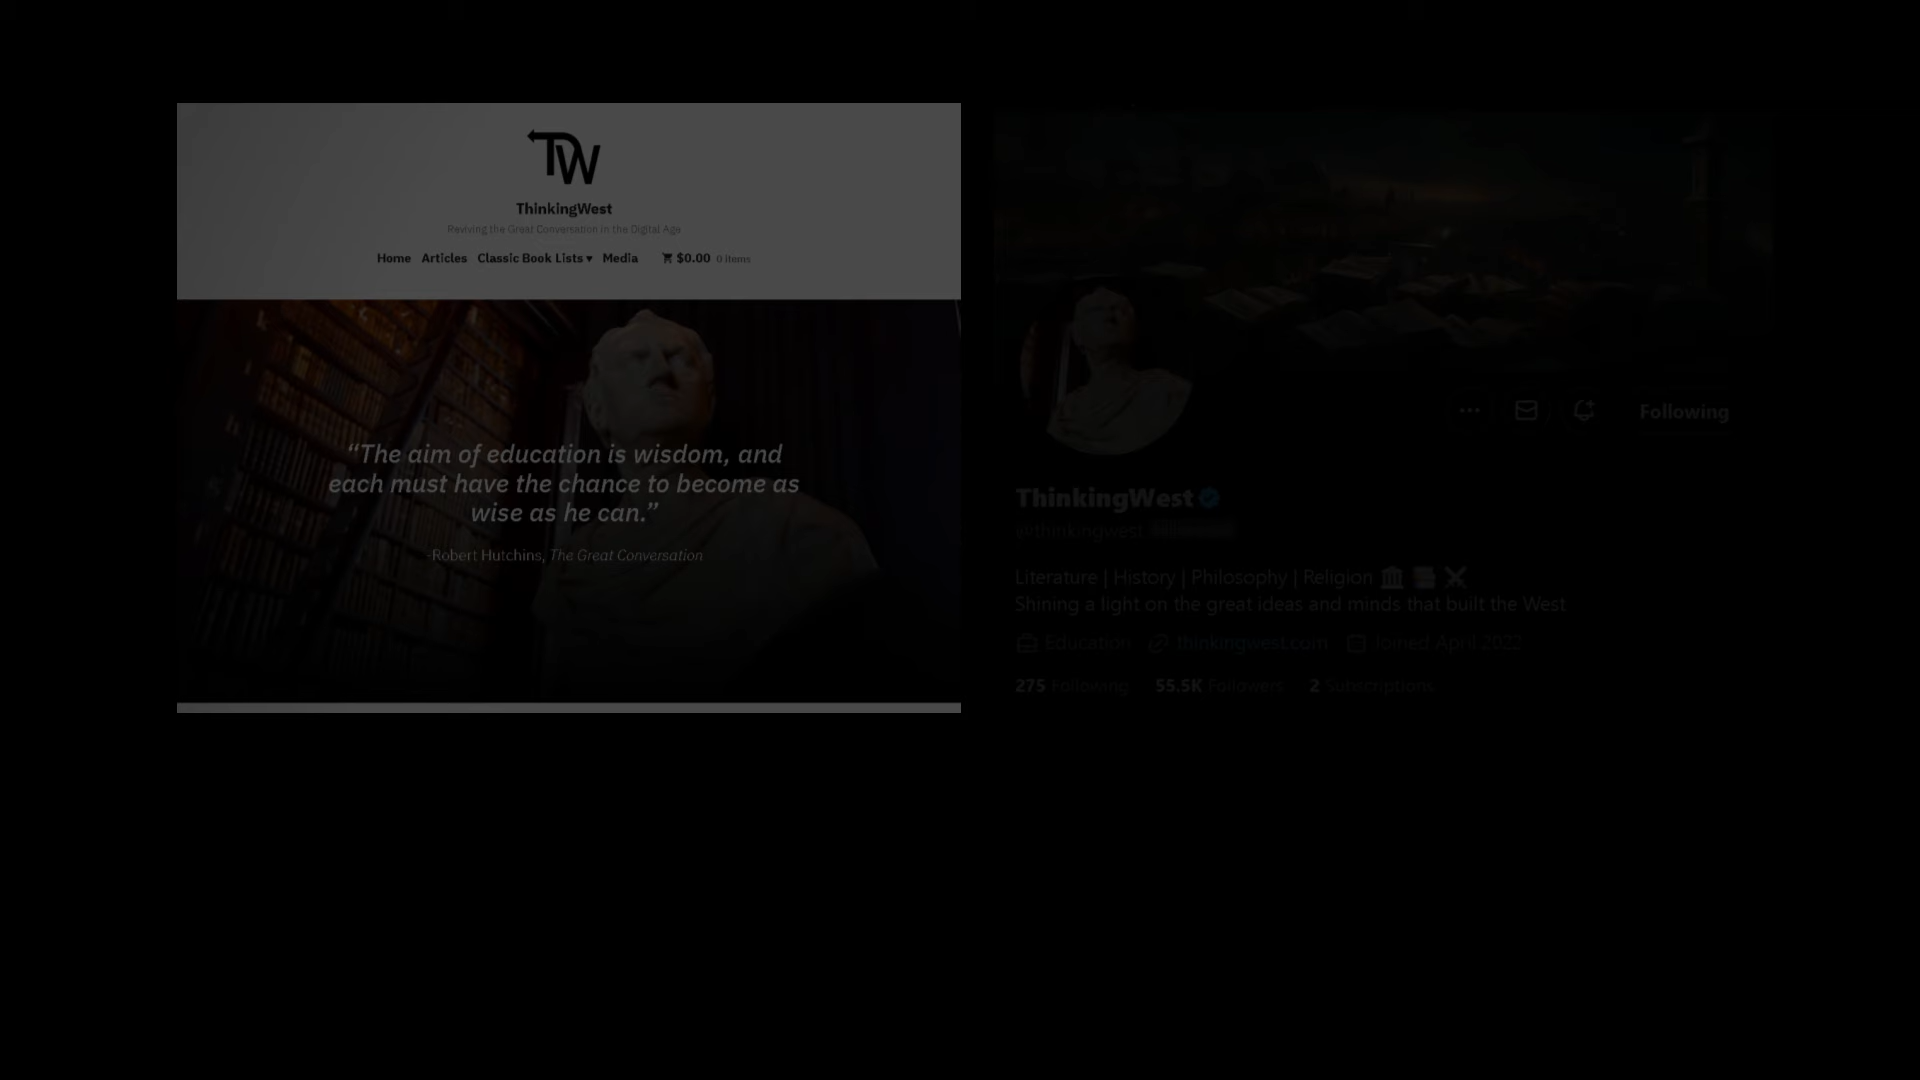 TW
ThinkingWest
Reviving the Great Conversation in the Digital Age
Home Articles Classic Book Lists ▾ Media $0.00 0 items
“The aim of education is wisdom, and
each must have the chance to become as
wise as he can.”
-Robert Hutchins, The Great Conversation
Following
ThinkingWest
@thinkingwest
Literature | History | Philosophy | Religion
Shining a light on the great ideas and minds that built the West
Education thinkingwest.com Joined April 2022
275 Following 55.5K Followers 2 Subscriptions